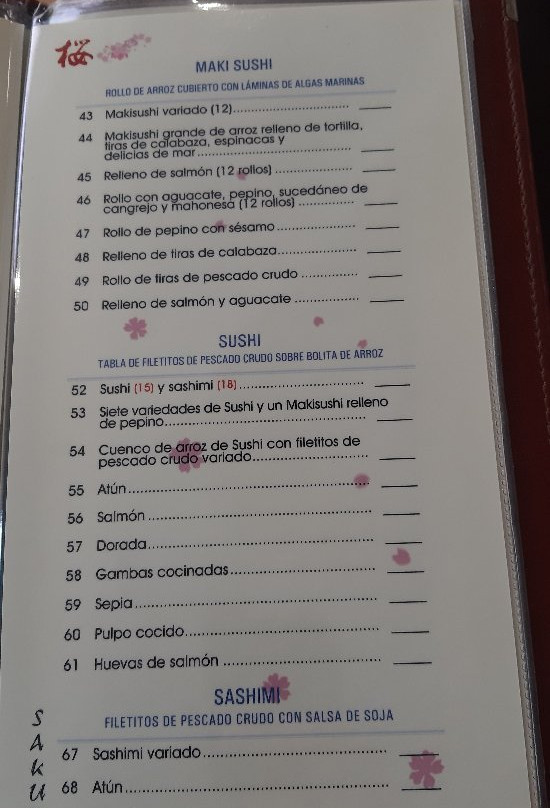 桜
MAKI SUSHI
ROLLO DE ARROZ CUBIERTO CON LÁMINAS DE ALGAS MARINAS
43 Makisushi variado (12)
44 Makisushi grande de arroz relleno de tortilla,
tiras de calabaza, espinacas y
delicias de mar
45 Relleno de salmón (12 rollos)
46 Rollo con aguacate, pepino, sucedáneo de
cangrejo y mahonesa (12 rollos)
47 Rollo de pepino con sésamo
48 Relleno de tiras de calabaza
49 Rollo de tiras de pescado crudo
50 Relleno de salmón y aguacate
SUSHI
TABLA DE FILETITOS DE PESCADO CRUDO SOBRE BOLITA DE ARROZ
52 Sushi (15) y sashimi (18)
53 Siete variedades de Sushi y un Makisushi relleno
de pepino
54 Cuenco de arroz de Sushi con filetitos de
pescado crudo variado
55 Atún
56 Salmón
57 Dorada
58 Gambas cocinadas
59 Sepia
60 Pulpo cocido
61 Huevas de salmón
SASHIMI
FILETITOS DE PESCADO CRUDO CON SALSA DE SOJA
67 Sashimi variado
68 Atún
SAKU